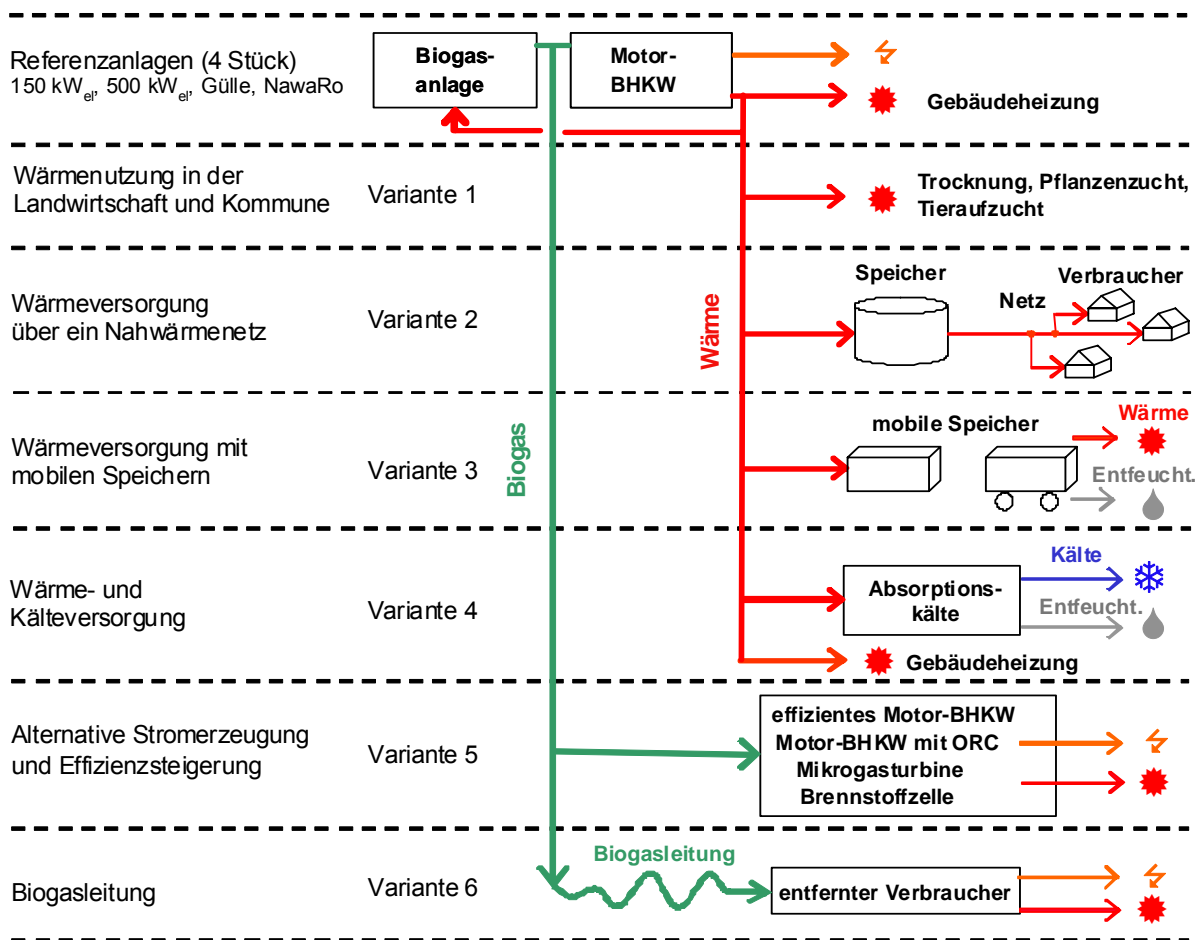 Referenzanlagen (4 Stück)
150 kWel, 500 kWel, Gülle, NawaRo
Biogas-
anlage
Motor-
BHKW
Gebäudeheizung
Wärmenutzung in der
Landwirtschaft und Kommune
Variante 1
Trocknung, Pflanzenzucht,
Tieraufzucht
Wärmeversorgung
über ein Nahwärmenetz
Variante 2
Wärme
Speicher
Netz
Verbraucher
Wärmeversorgung mit
mobilen Speichern
Variante 3
Biogas
mobile Speicher
Wärme
Entfeucht.
Wärme- und
Kälteversorgung
Variante 4
Absorptions-
kälte
Kälte
Entfeucht.
Gebäudeheizung
Alternative Stromerzeugung
und Effizienzsteigerung
Variante 5
effizientes Motor-BHKW
Motor-BHKW mit ORC
Mikrogasturbine
Brennstoffzelle
Biogasleitung
Variante 6
Biogasleitung
entfernter Verbraucher